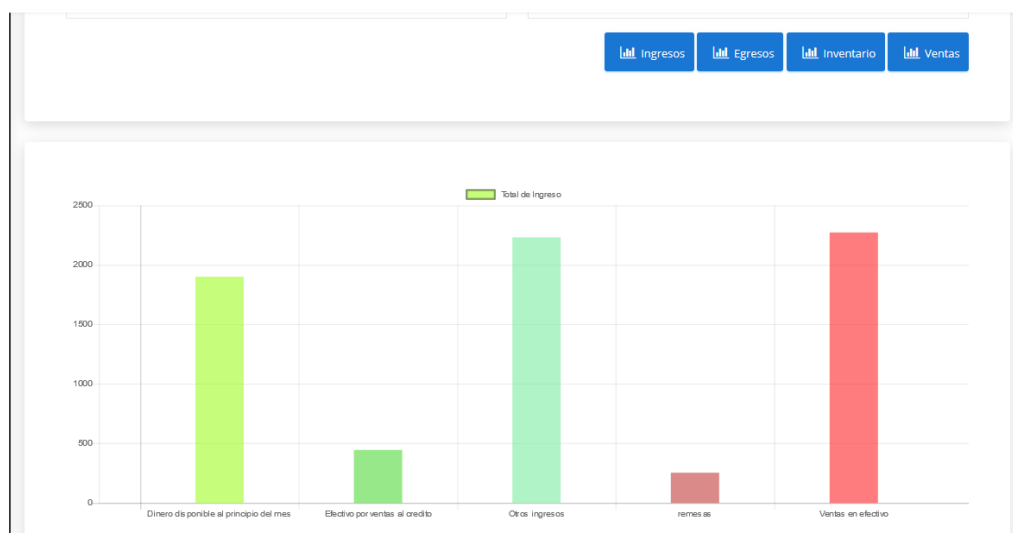 Ingresos Egresos Inventario Ventas
Total de Ingreso
2500
2000
1500
1000
500
0
Dinero disponible al principio del mes Efectivo por ventas al credito Otros ingresos remesas Ventas en efectivo